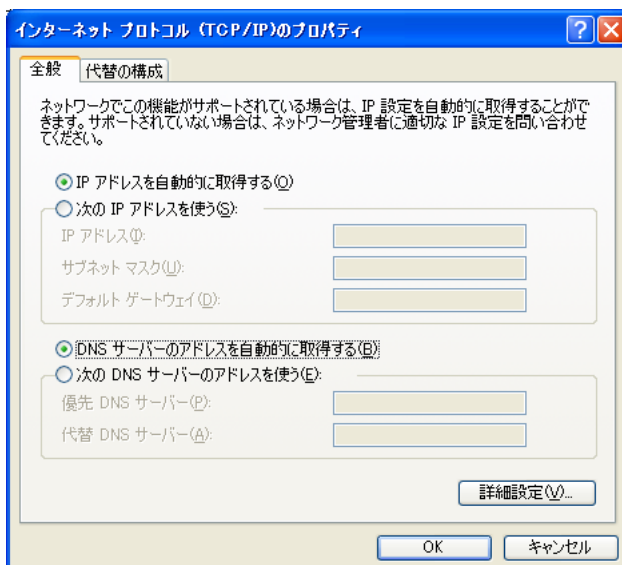 インターネット プロトコル (TCP/IP)のプロパティ
全般
代替の構成
ネットワークでこの機能がサポートされている場合は、IP 設定を自動的に取得することがで
きます。サポートされていない場合は、ネットワーク管理者に適切な IP 設定を問い合わせ
てください。
IP アドレスを自動的に取得する(O)
次の IP アドレスを使う(S):
IP アドレス(I):
サブネット マスク(U):
デフォルト ゲートウェイ(D):
DNS サーバーのアドレスを自動的に取得する(B)
次の DNS サーバーのアドレスを使う(E):
優先 DNS サーバー(P):
代替 DNS サーバー(A):
詳細設定(V)...
OK
キャンセル